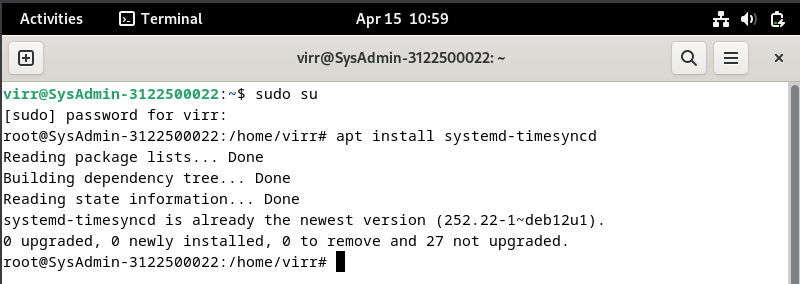 Activities Terminal Apr 15 10:59
virr@SysAdmin-3122500022: ~
virr@SysAdmin-3122500022:~$ sudo su
[sudo] password for virr:
root@SysAdmin-3122500022:/home/virr# apt install systemd-timesyncd
Reading package lists... Done
Building dependency tree... Done
Reading state information... Done
systemd-timesyncd is already the newest version (252.22-1~deb12u1).
0 upgraded, 0 newly installed, 0 to remove and 27 not upgraded.
root@SysAdmin-3122500022:/home/virr#